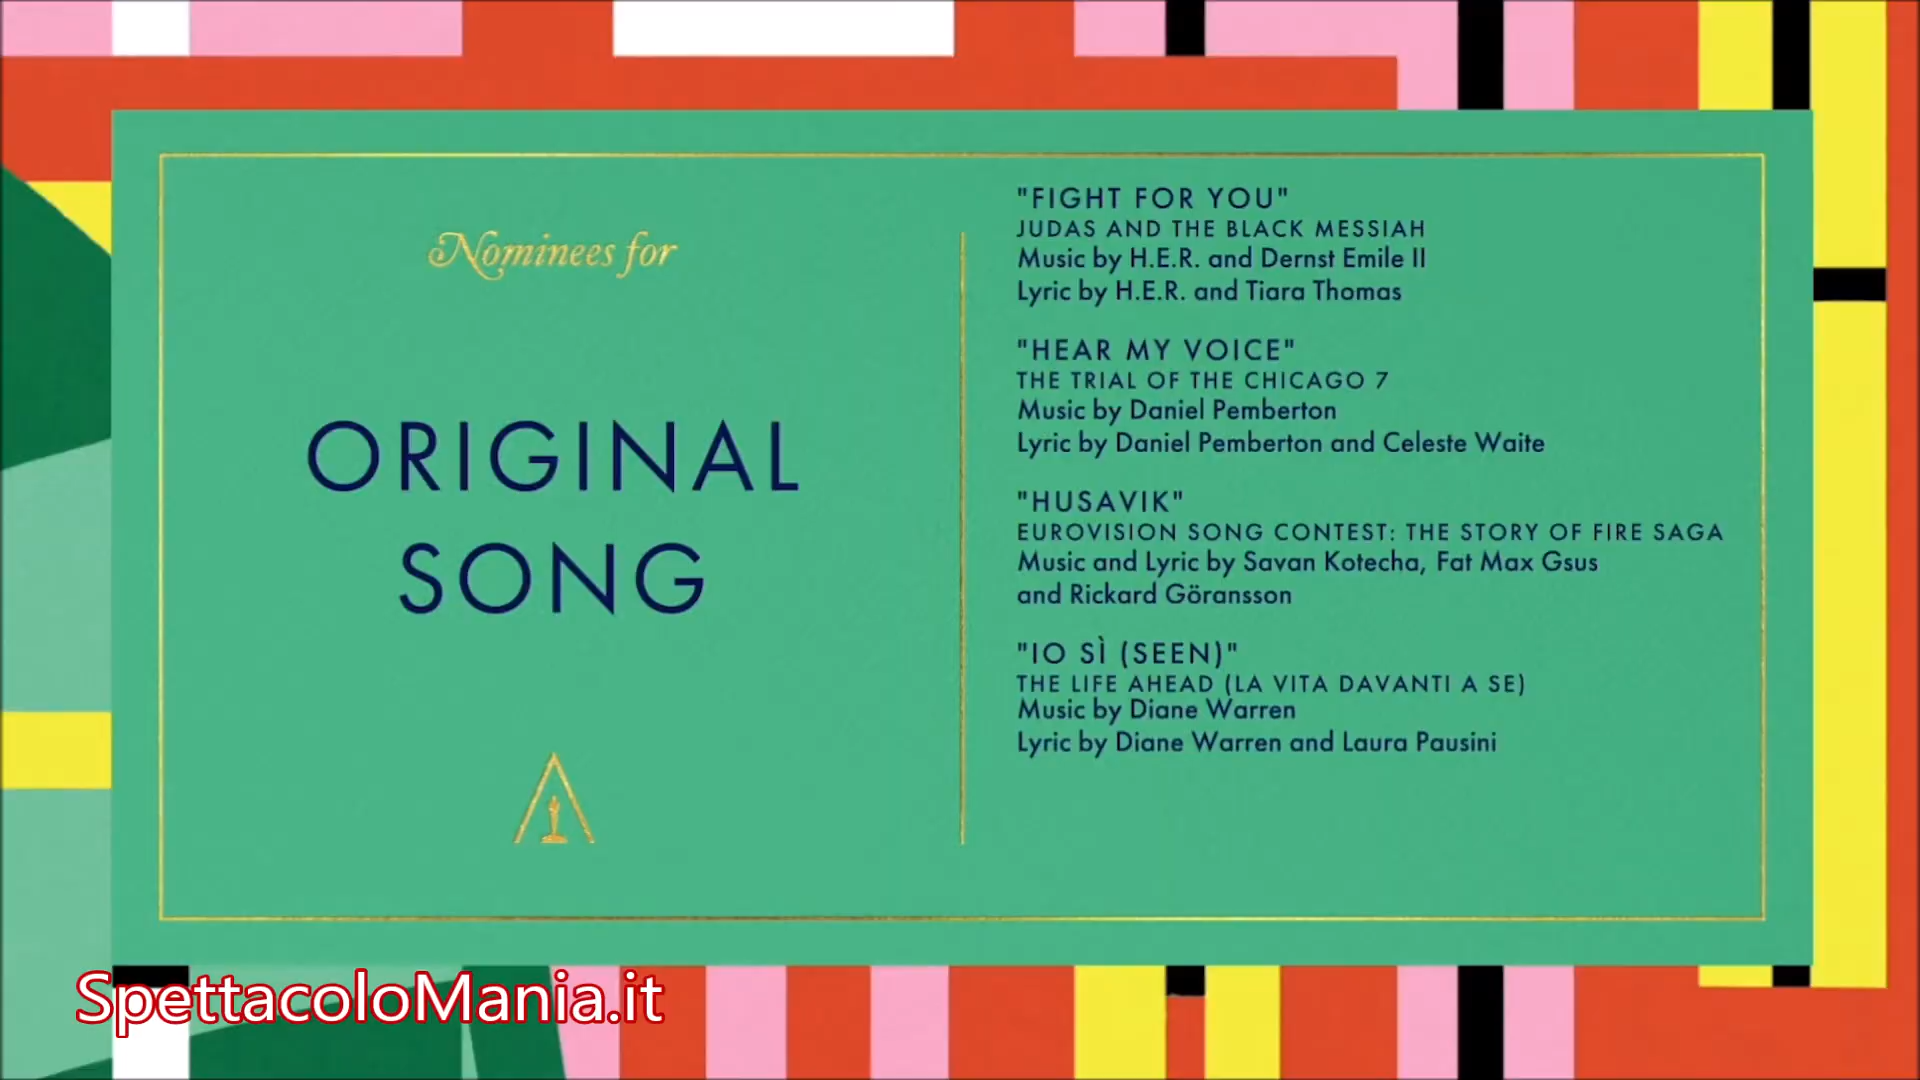 Nominees for
ORIGINAL
SONG
"FIGHT FOR YOU"
JUDAS AND THE BLACK MESSIAH
Music by H.E.R. and Dernst Emile II
Lyric by H.E.R. and Tiara Thomas
"HEAR MY VOICE"
THE TRIAL OF THE CHICAGO 7
Music by Daniel Pemberton
Lyric by Daniel Pemberton and Celeste Waite
"HUSAVIK"
EUROVISION SONG CONTEST: THE STORY OF FIRE SAGA
Music and Lyric by Savan Kotecha, Fat Max Gsus
and Rickard Göransson
"IO SÌ (SEEN)"
THE LIFE AHEAD (LA VITA DAVANTI A SE)
Music by Diane Warren
Lyric by Diane Warren and Laura Pausini
SpettacoloMania.it